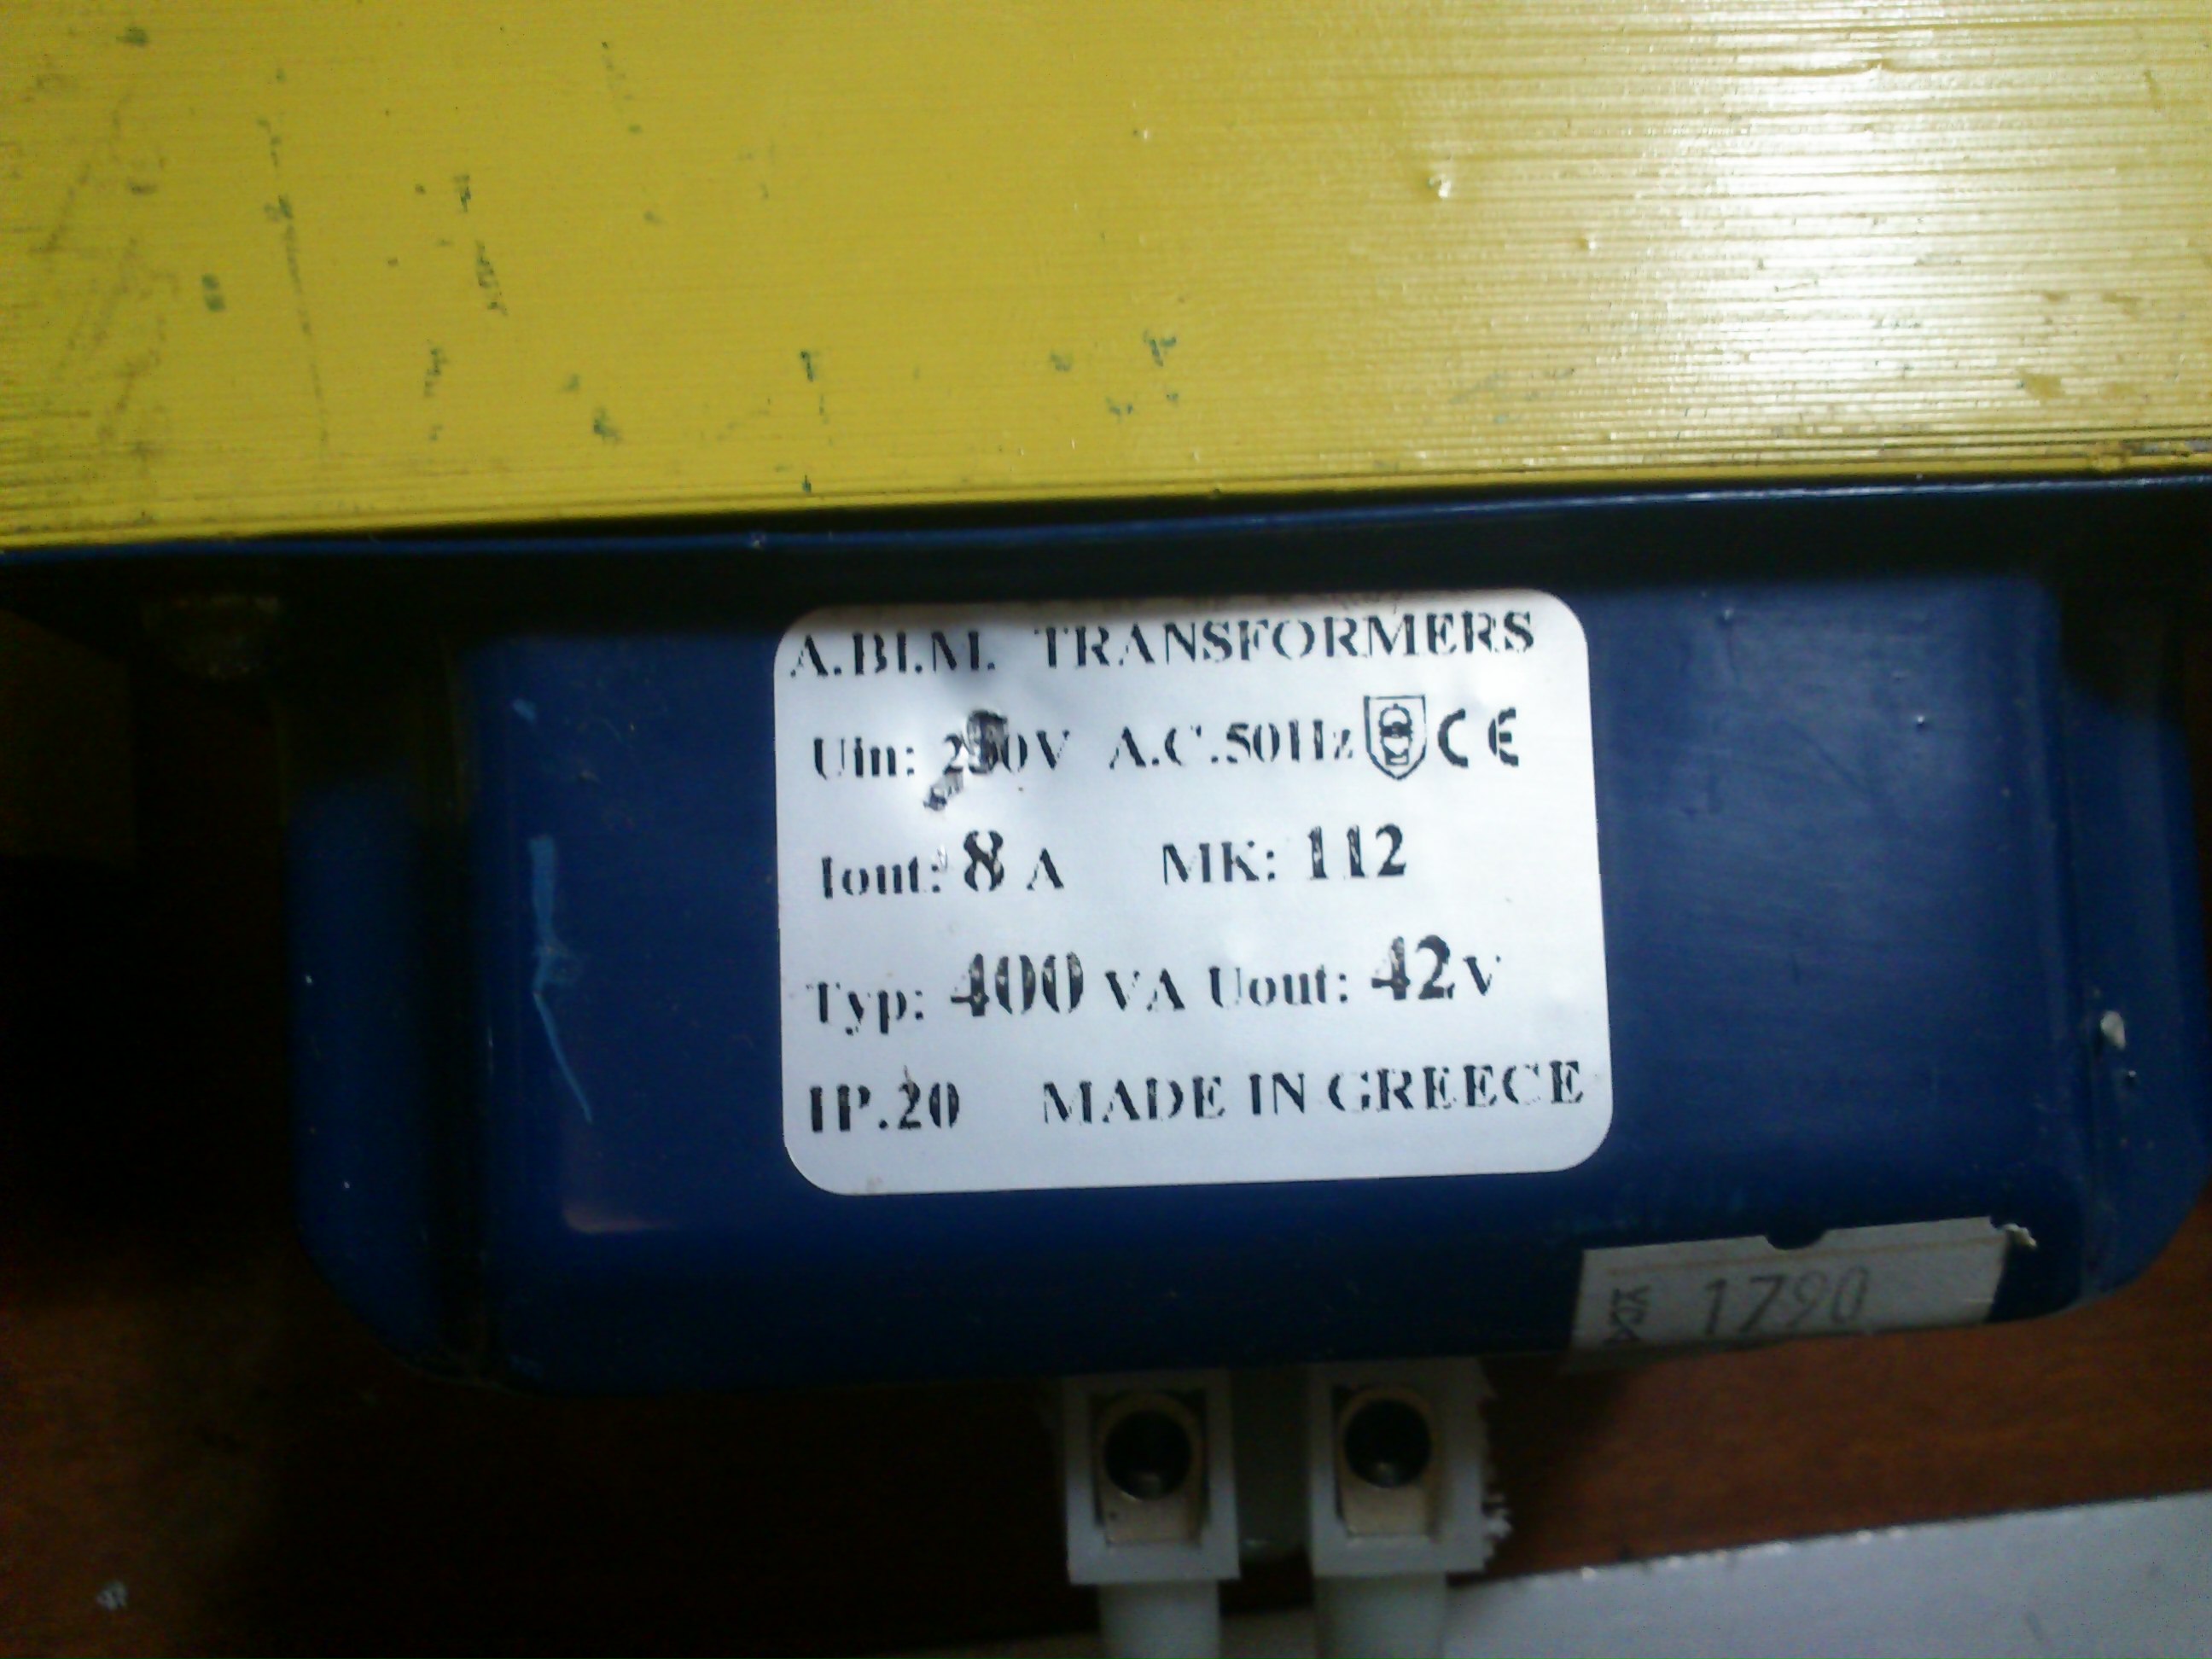 A.BI.M. TRANSFORMERS
Uin: 230V A.C.50Hz CE
Iout: 8 A MK: 112
Typ: 400 VA Uout: 42V
IP.20 MADE IN GREECE
1790